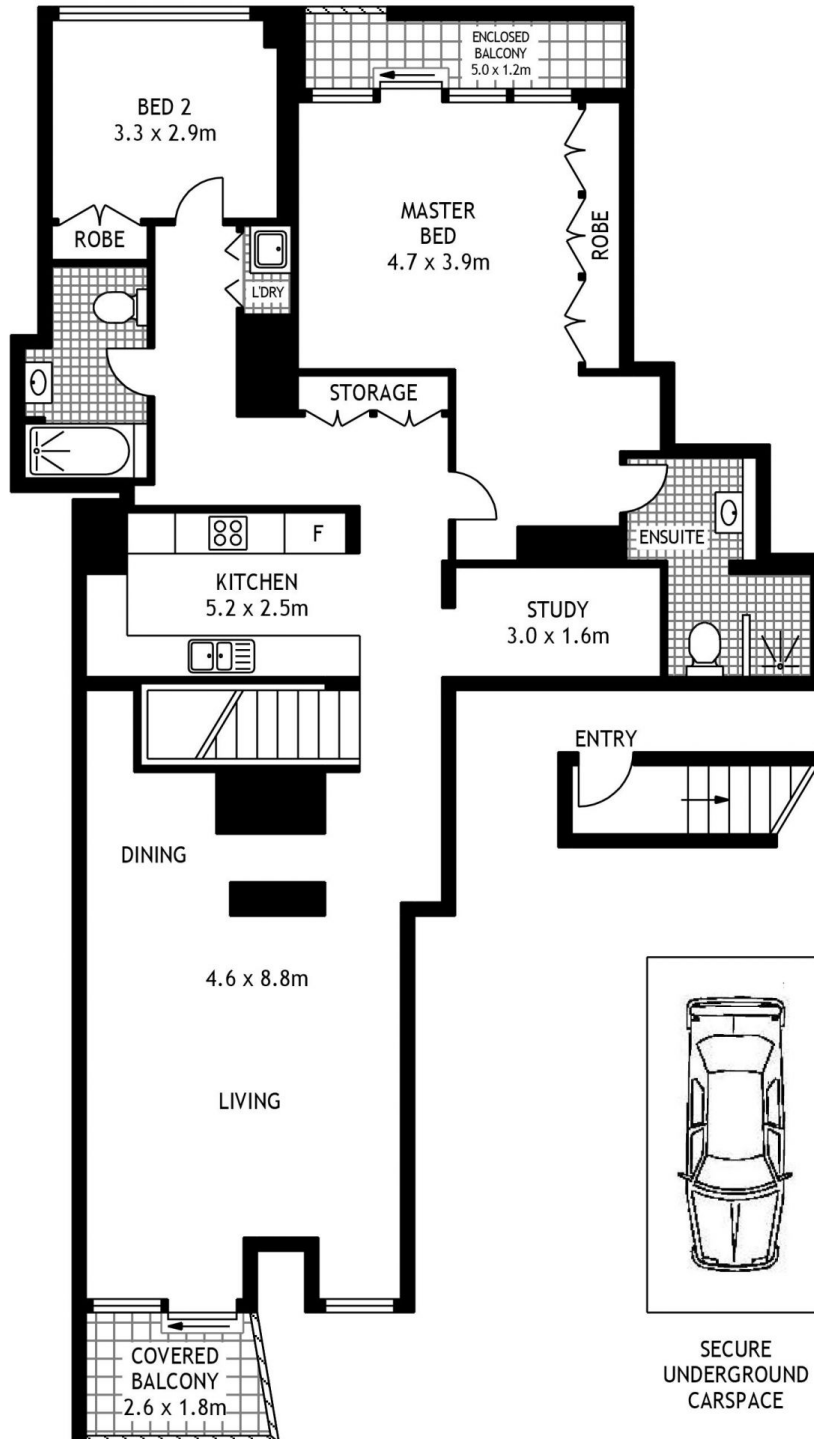 ENCLOSED
BALCONY
5.0 x 1.2m
BED 2
3.3 x 2.9m
MASTER
BED
4.7 x 3.9m
ROBE
ROBE
L'DRY
STORAGE
F
KITCHEN
5.2 x 2.5m
ENSUITE
STUDY
3.0 x 1.6m
ENTRY
DINING
4.6 x 8.8m
LIVING
COVERED
BALCONY
2.6 x 1.8m
SECURE
UNDERGROUND
CARSPACE